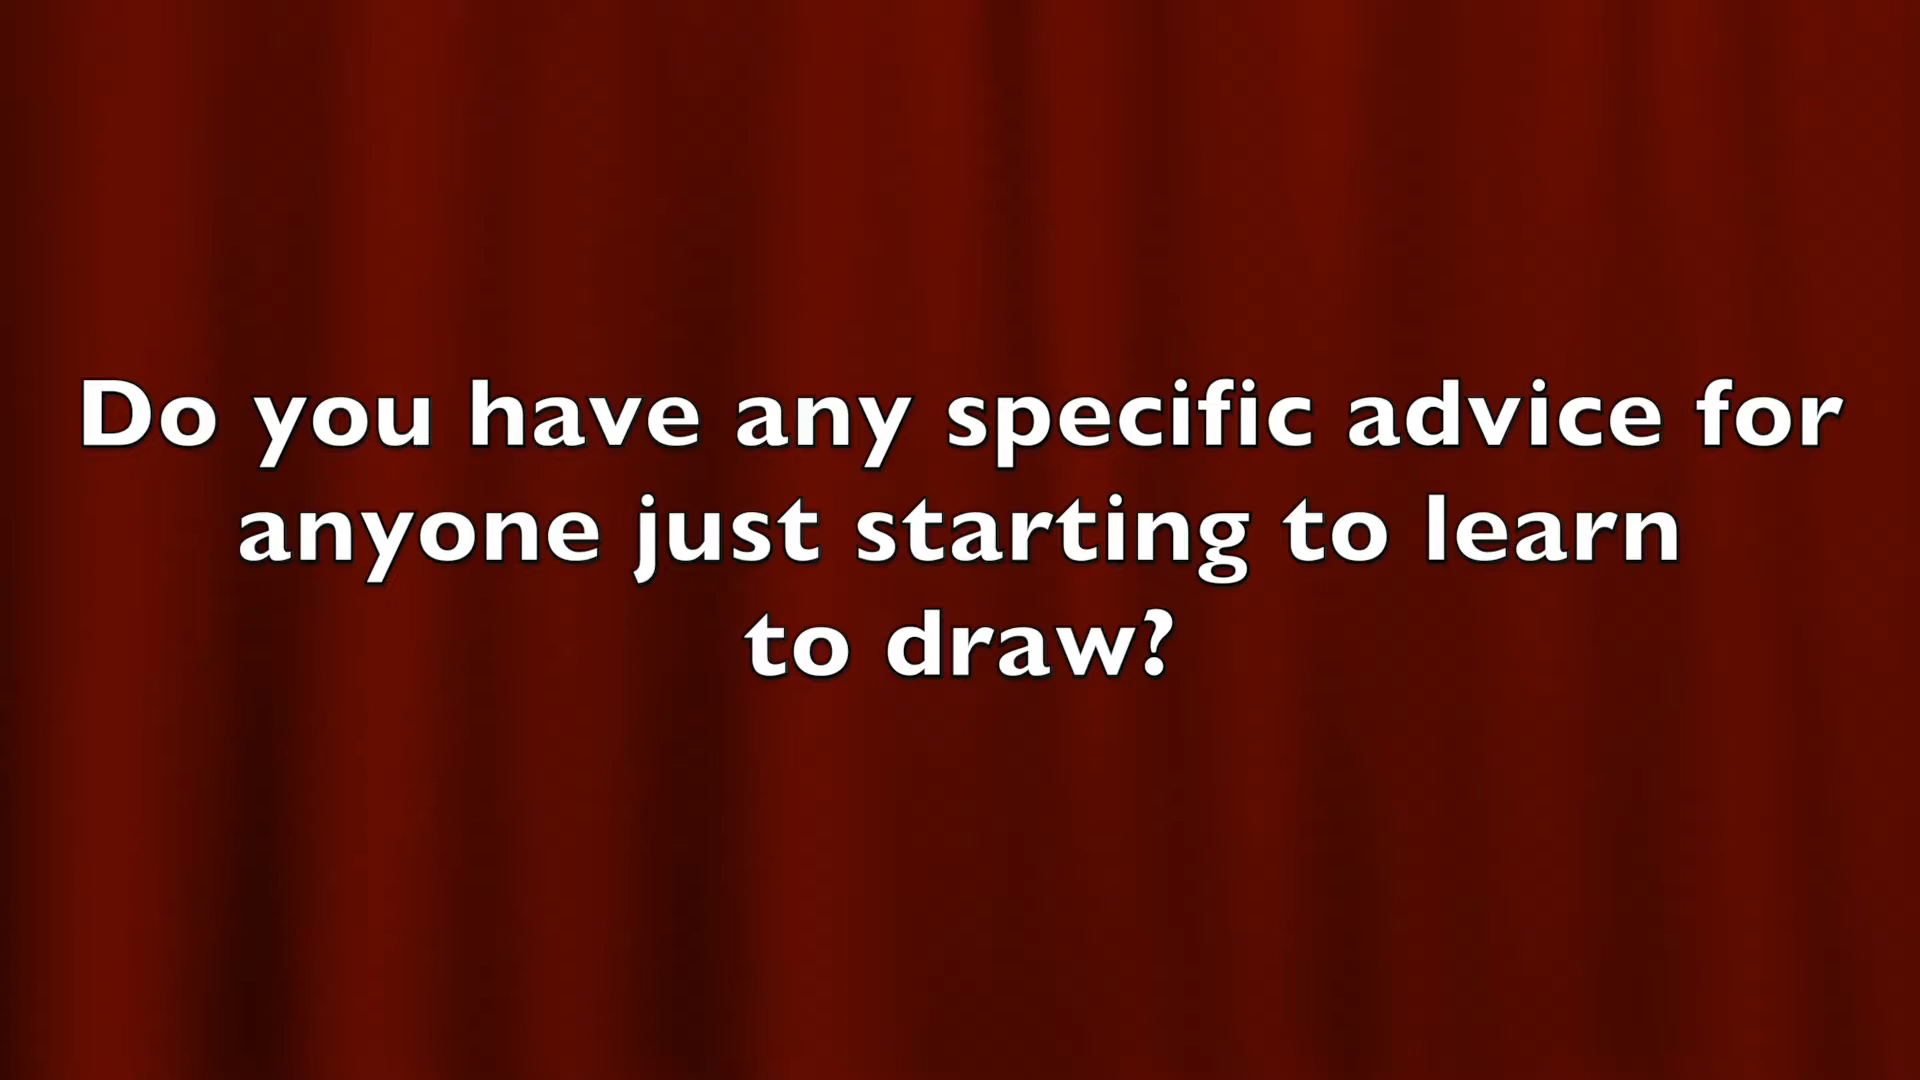 Do you have any specific advice for
anyone just starting to learn
to draw?